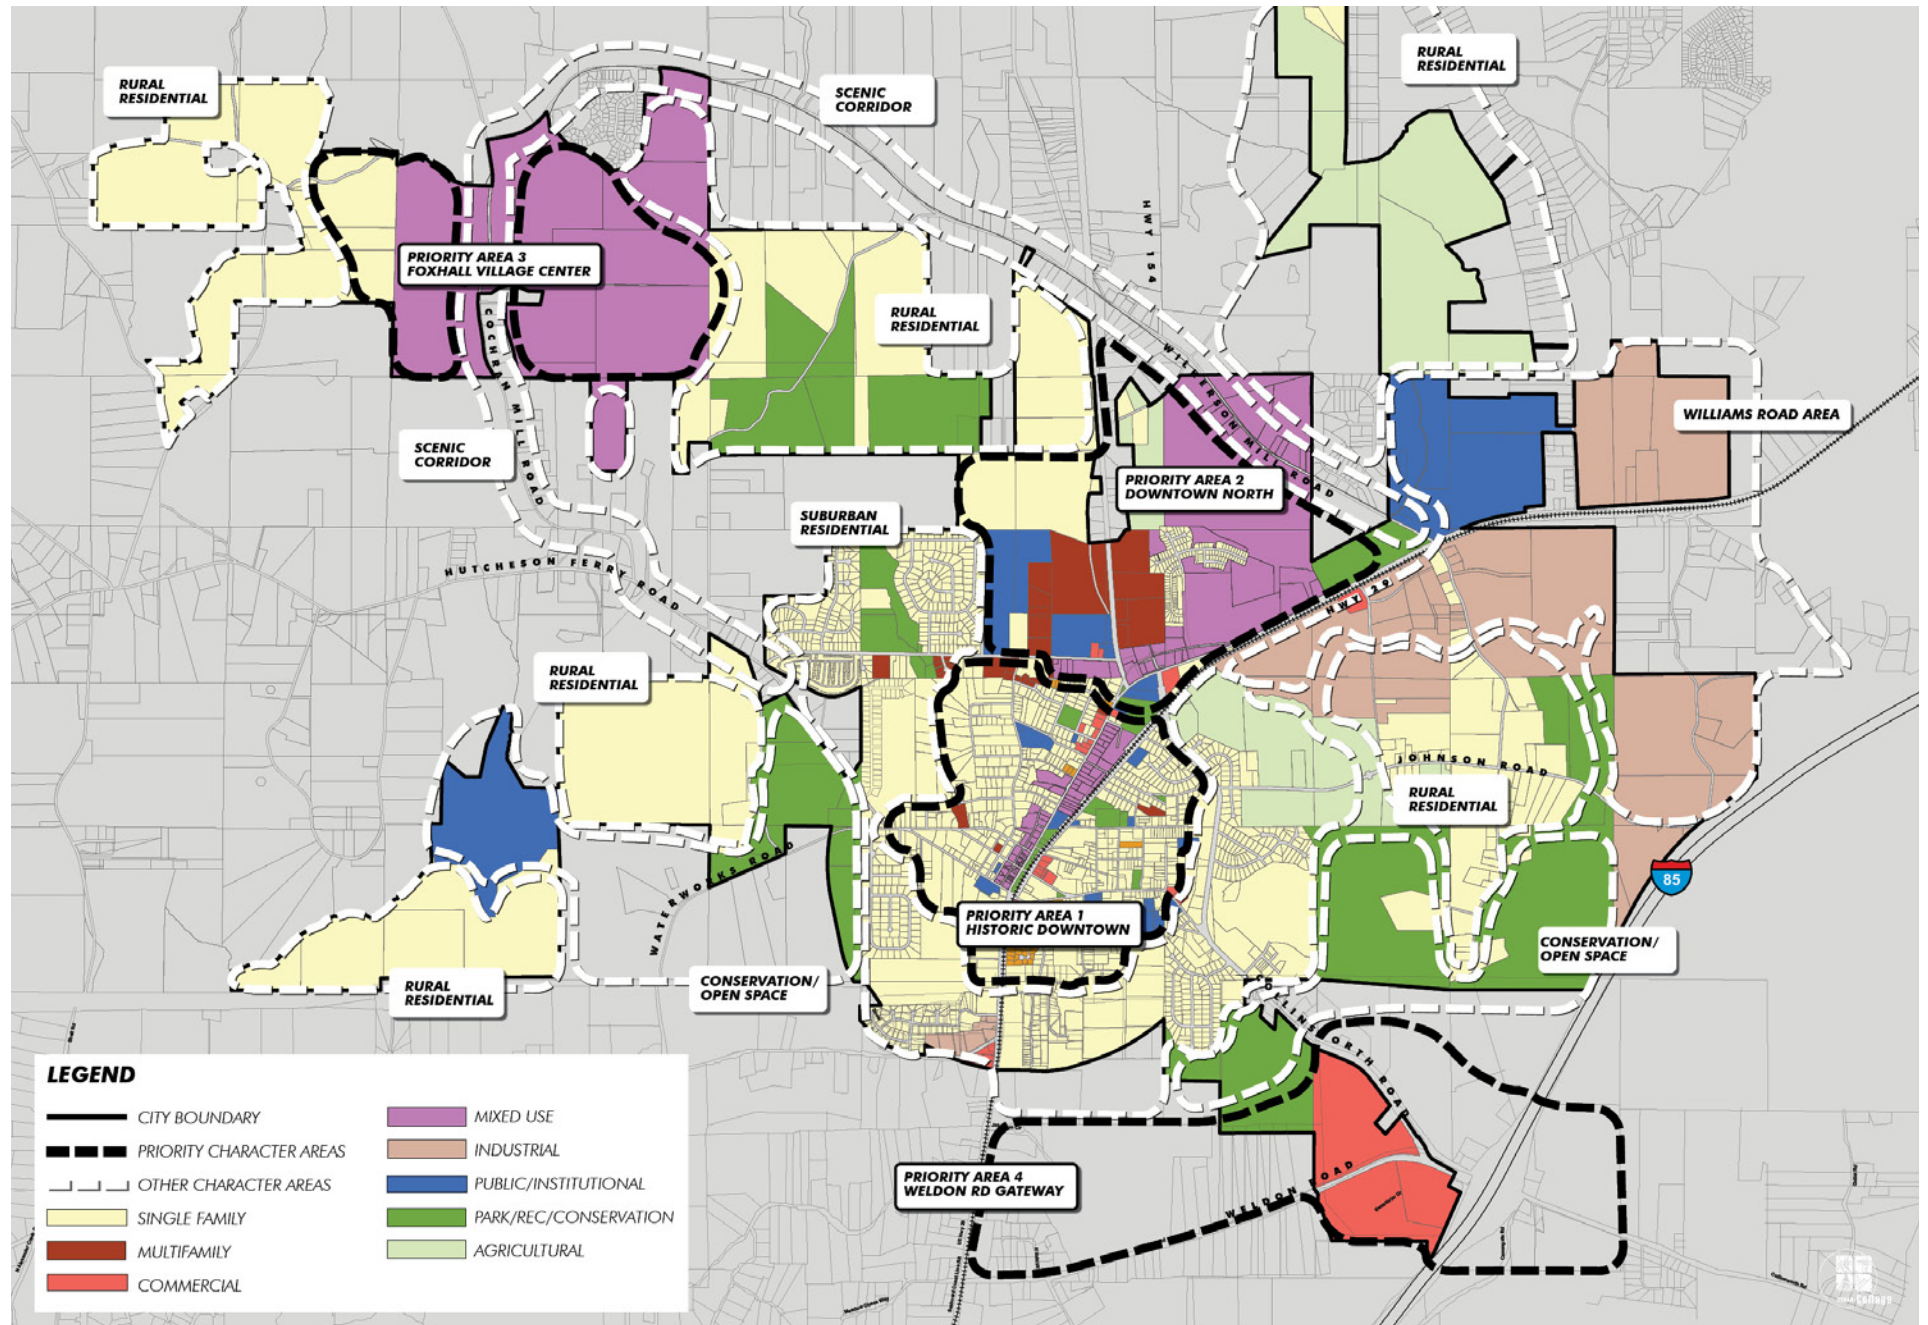 RURAL
RESIDENTIAL
SCENIC
CORRIDOR
RURAL
RESIDENTIAL
HWY 154
PRIORITY AREA 3
FOXHALL VILLAGE CENTER
RURAL
RESIDENTIAL
COCHRAN MILL ROAD
WILKERSON MILL ROAD
WILLIAMS ROAD AREA
SCENIC
CORRIDOR
PRIORITY AREA 2
DOWNTOWN NORTH
SUBURBAN
RESIDENTIAL
HUTCHESON FERRY ROAD
HWY 29
RURAL
RESIDENTIAL
JOHNSON ROAD
RURAL
RESIDENTIAL
WATERWORKS ROAD
85
PRIORITY AREA 1
HISTORIC DOWNTOWN
CONSERVATION/
OPEN SPACE
RURAL
RESIDENTIAL
CONSERVATION/
OPEN SPACE
COLLINSWORTH ROAD
PRIORITY AREA 4
WELDON RD GATEWAY
WELDON ROAD
LEGEND
CITY BOUNDARY
PRIORITY CHARACTER AREAS
OTHER CHARACTER AREAS
SINGLE FAMILY
MULTIFAMILY
COMMERCIAL
MIXED USE
INDUSTRIAL
PUBLIC/INSTITUTIONAL
PARK/REC/CONSERVATION
AGRICULTURAL